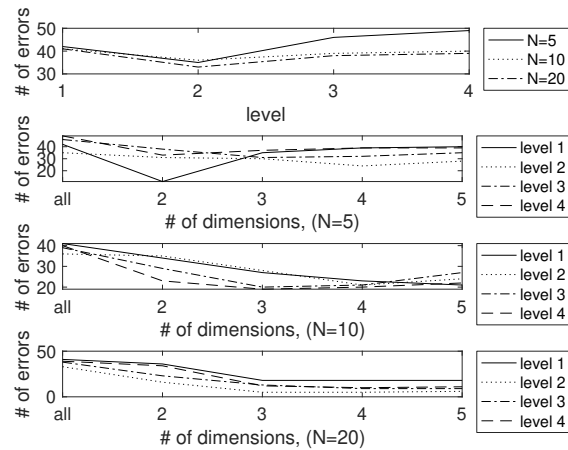 50
40
30
# of errors
1
2
3
4
level
N=5
N=10
N=20
40
30
20
# of errors
all
2
3
4
5
# of dimensions, (N=5)
level 1
level 2
level 3
level 4
40
30
20
# of errors
all
2
3
4
5
# of dimensions, (N=10)
level 1
level 2
level 3
level 4
50
0
# of errors
all
2
3
4
5
# of dimensions, (N=20)
level 1
level 2
level 3
level 4